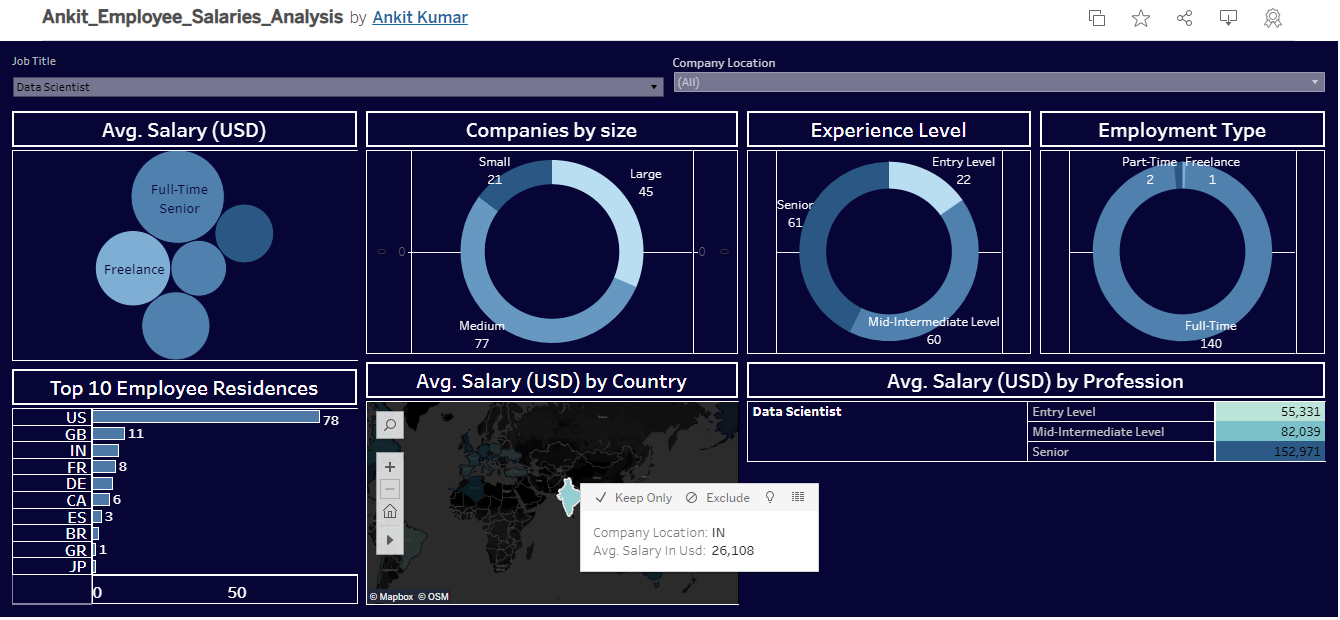 Ankit_Employee_Salaries_Analysis by Ankit Kumar
Job Title
Data Scientist
Company Location
(All)
Avg. Salary (USD)
Full-Time
Senior
Freelance
Companies by size
Small
21
Large
45
Medium
77
0
0
Experience Level
Entry Level
22
Senior
61
Mid-Intermediate Level
60
Employment Type
Part-Time
2
Freelance
1
Full-Time
140
Top 10 Employee Residences
US 78
GB 11
IN
FR 8
DE
CA 6
ES 3
BR
GR 1
JP
0 50
Avg. Salary (USD) by Country
Keep Only Exclude
Company Location: IN
Avg. Salary In Usd: 26,108
© Mapbox © OSM
Avg. Salary (USD) by Profession
Data Scientist Entry Level 55,331
Mid-Intermediate Level 82,039
Senior 152,971